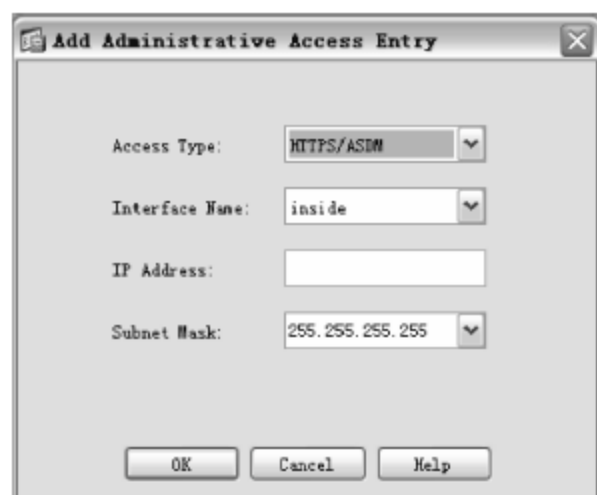 Add Administrative Access Entry
Access Type: HTTPS/ASDM
Interface Name: inside
IP Address:
Subnet Mask: 255.255.255.255
OK Cancel Help